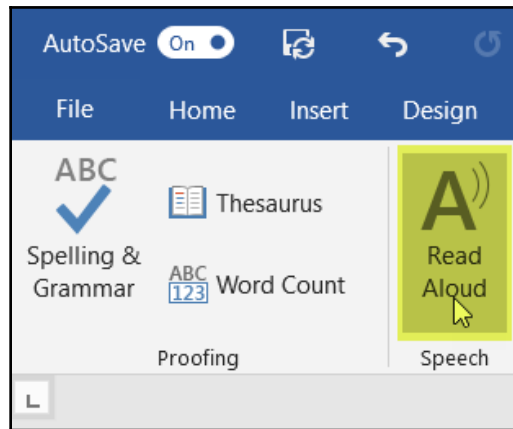 AutoSave On
File Home Insert Design
ABC
Spelling &
Grammar
Thesaurus
ABC
123 Word Count
A
Read
Aloud
Proofing Speech